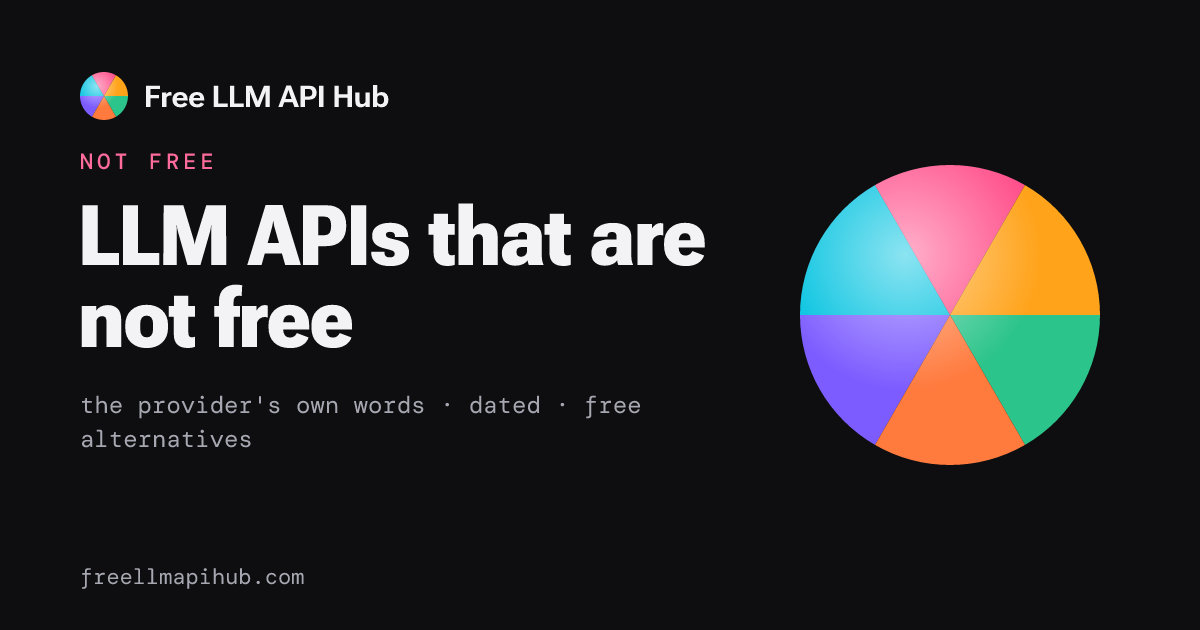 Free LLM API Hub
NOT FREE
LLM APIs that are
not free
the provider's own words · dated · free
alternatives
freellmapihub.com